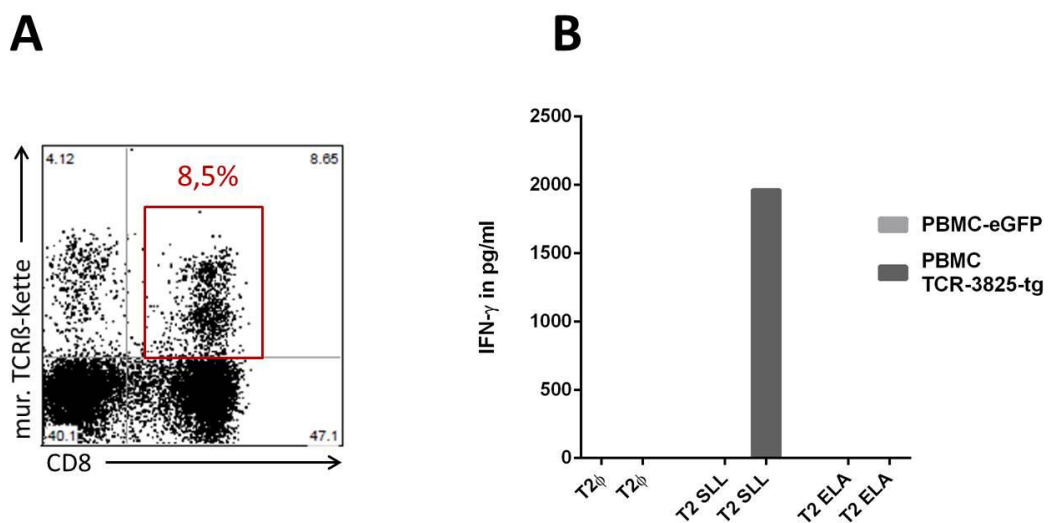 A
B
4.12
8.65
8,5%
mur. TCRß-Kette
40.1
47.1
CD8
2500
2000
1500
1000
500
0
IFN-γ in pg/ml
T2ϕ
T2ϕ
T2 SLL
T2 SLL
T2 ELA
T2 ELA
PBMC-eGFP
PBMC
TCR-3825-tg